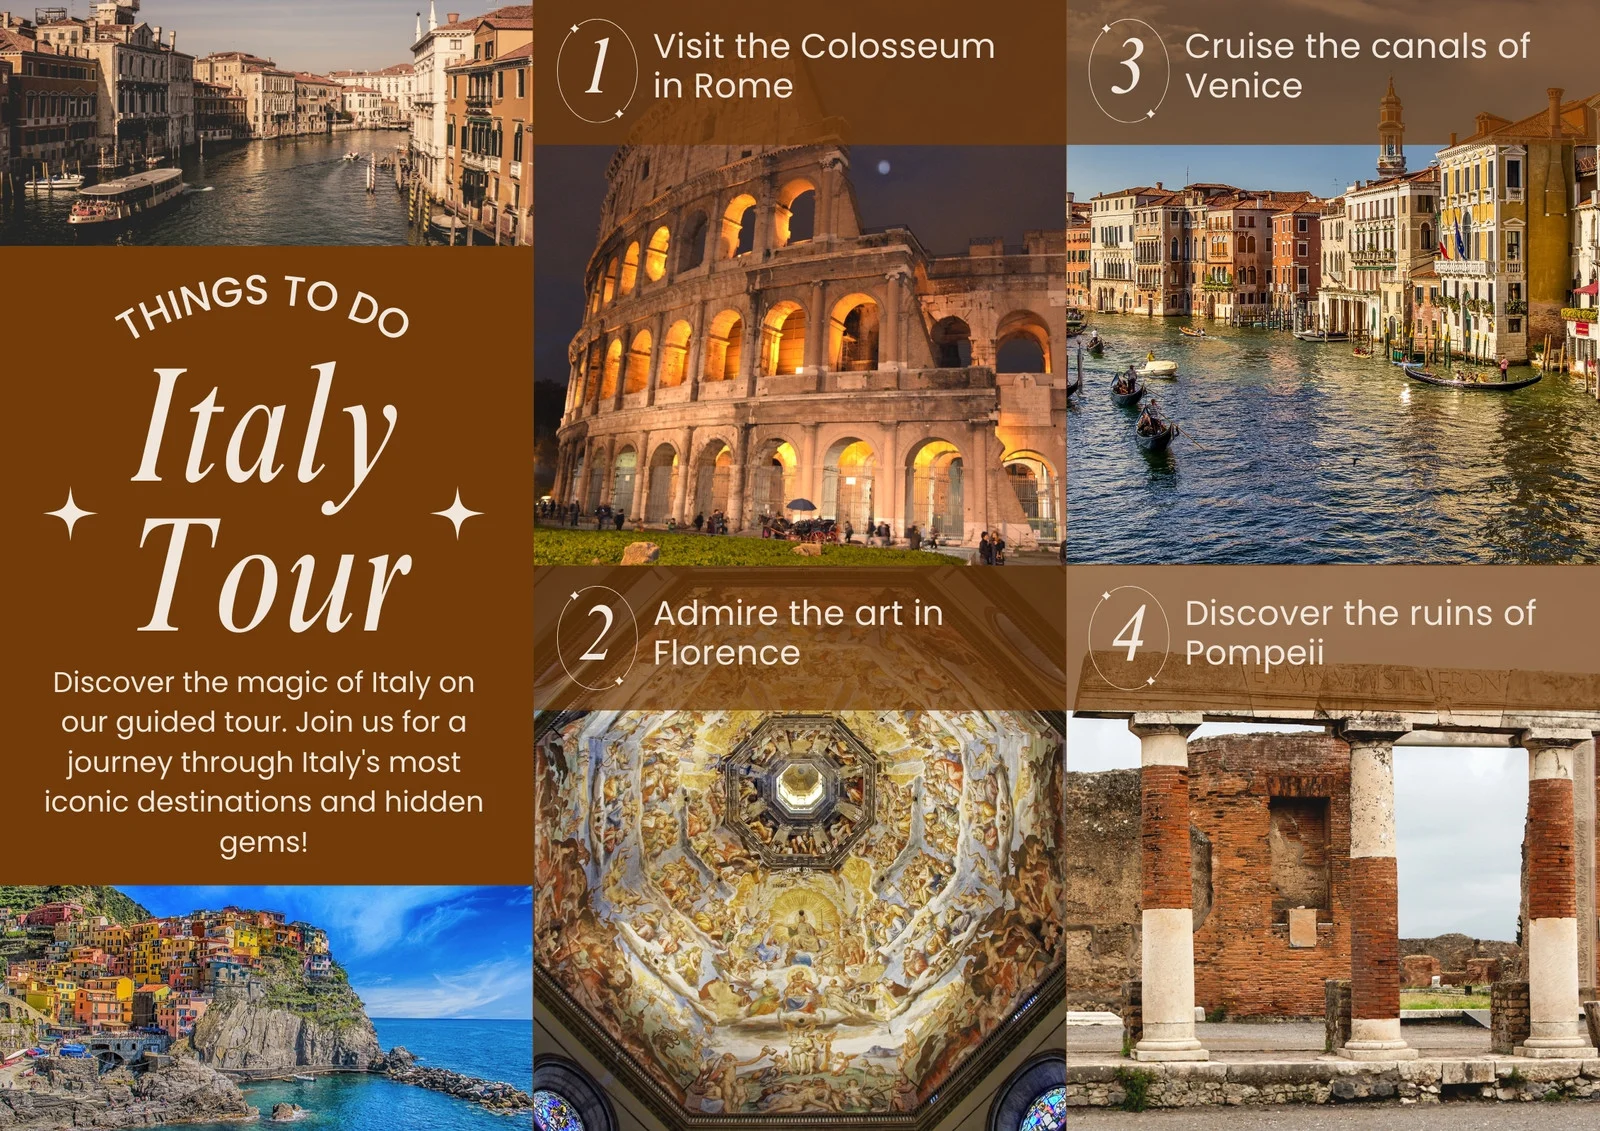 THINGS TO DO
Italy
Tour
Discover the magic of Italy on
our guided tour. Join us for a
journey through Italy's most
iconic destinations and hidden
gems!
1
Visit the Colosseum
in Rome
2
Admire the art in
Florence
3
Cruise the canals of
Venice
4
Discover the ruins of
Pompeii